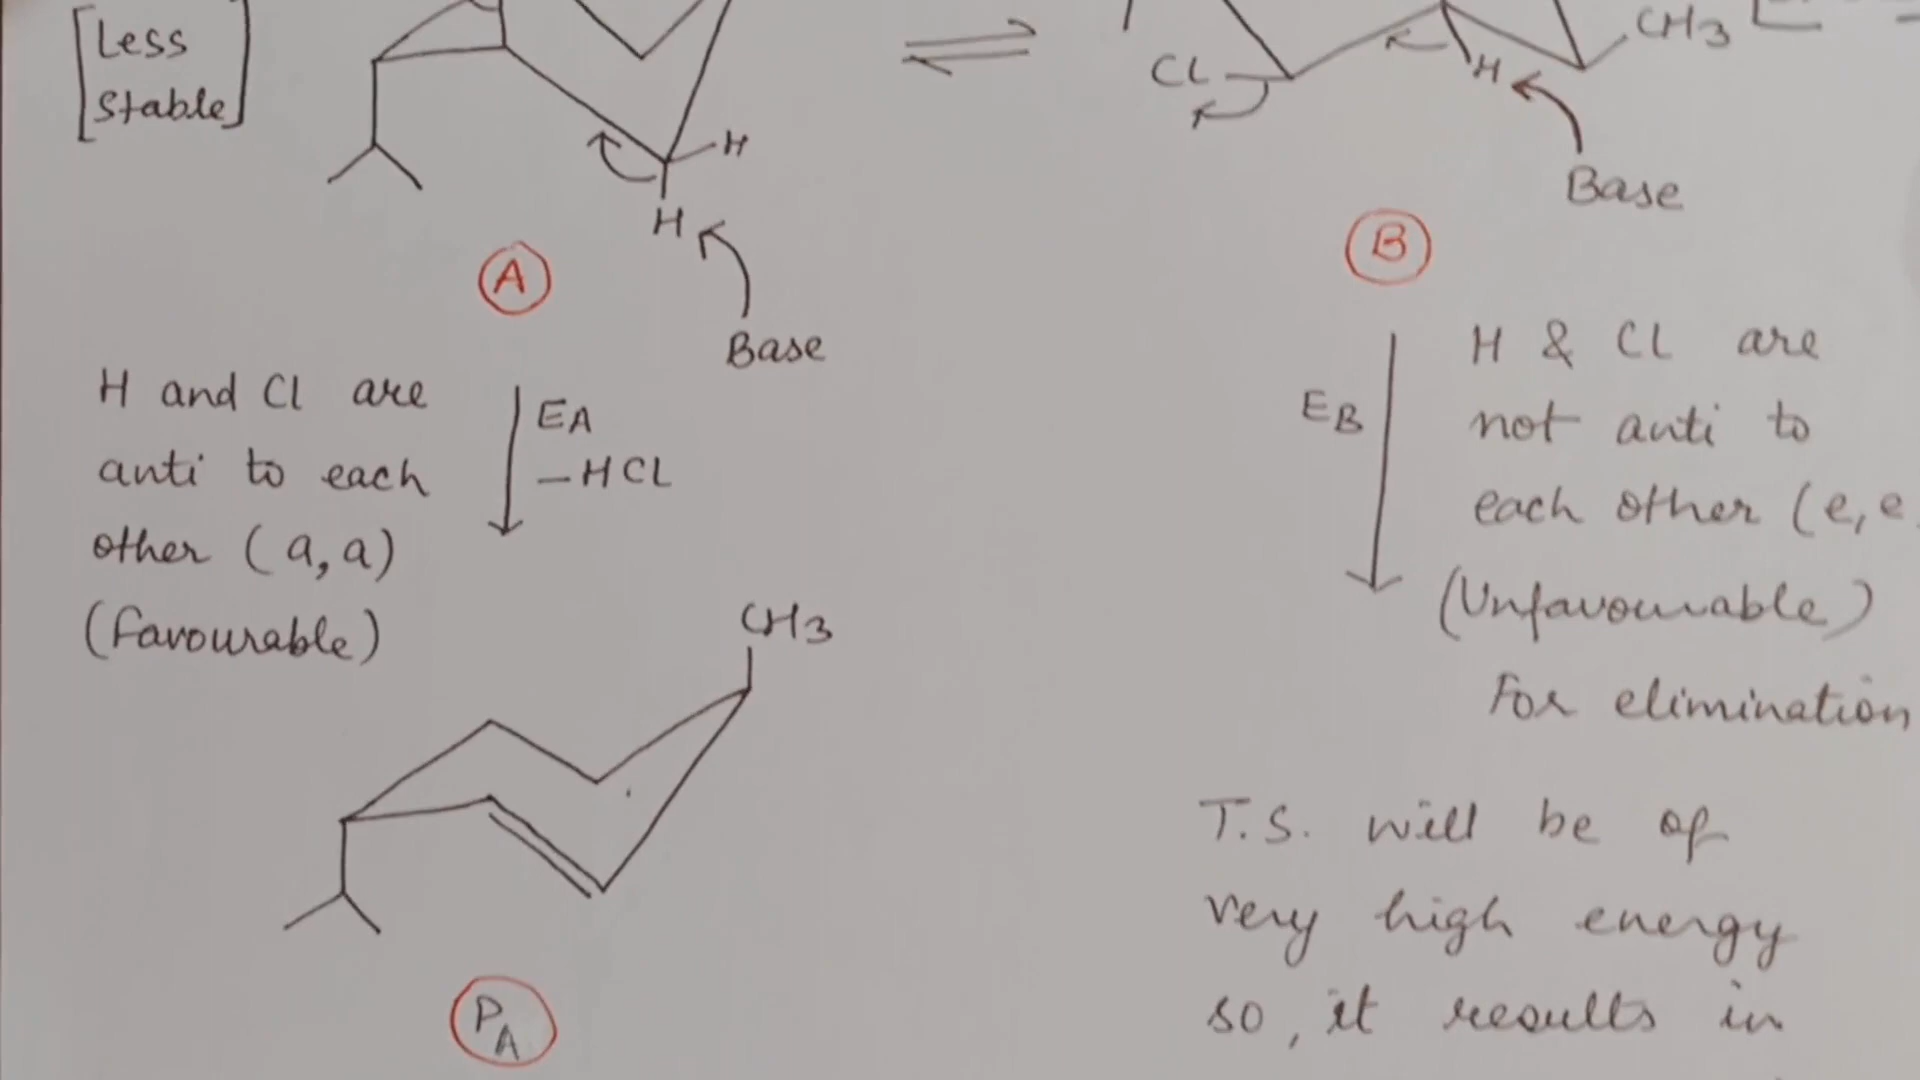 [Less
Stable]
H
H
Base
A
CH3
Cl
H
Base
B
H and Cl are
anti to each
other (a,a)
(favourable)
EA
-HCL
EB
H & Cl are
not anti to
each other (e,e
(Unfavourable)
For elimination
CH3
PA
T.S. will be of
very high energy
so, it results in